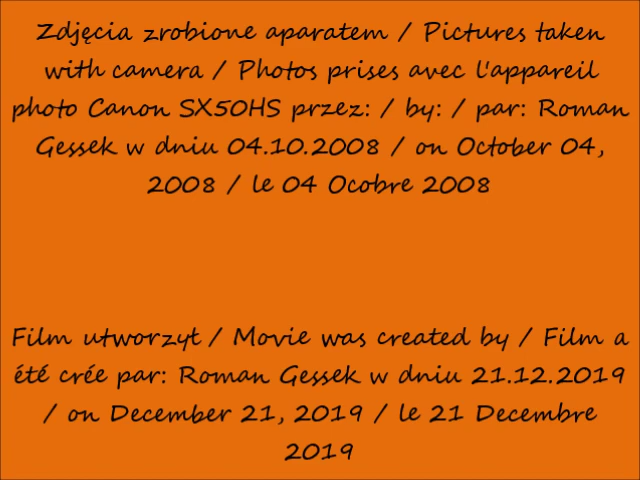 Zdjęcia zrobione aparatem / Pictures taken
with camera / Photos prises avec l'appareil
photo Canon SX50HS przez: / by: / par: Roman
Gessek w dniu 04.10.2008 / on October 04,
2008 / le 04 Ocobre 2008
Film utworzył / Movie was created by / Film a
été crée par: Roman Gessek w dniu 21.12.2019
/ on December 21, 2019 / le 21 Decembre
2019